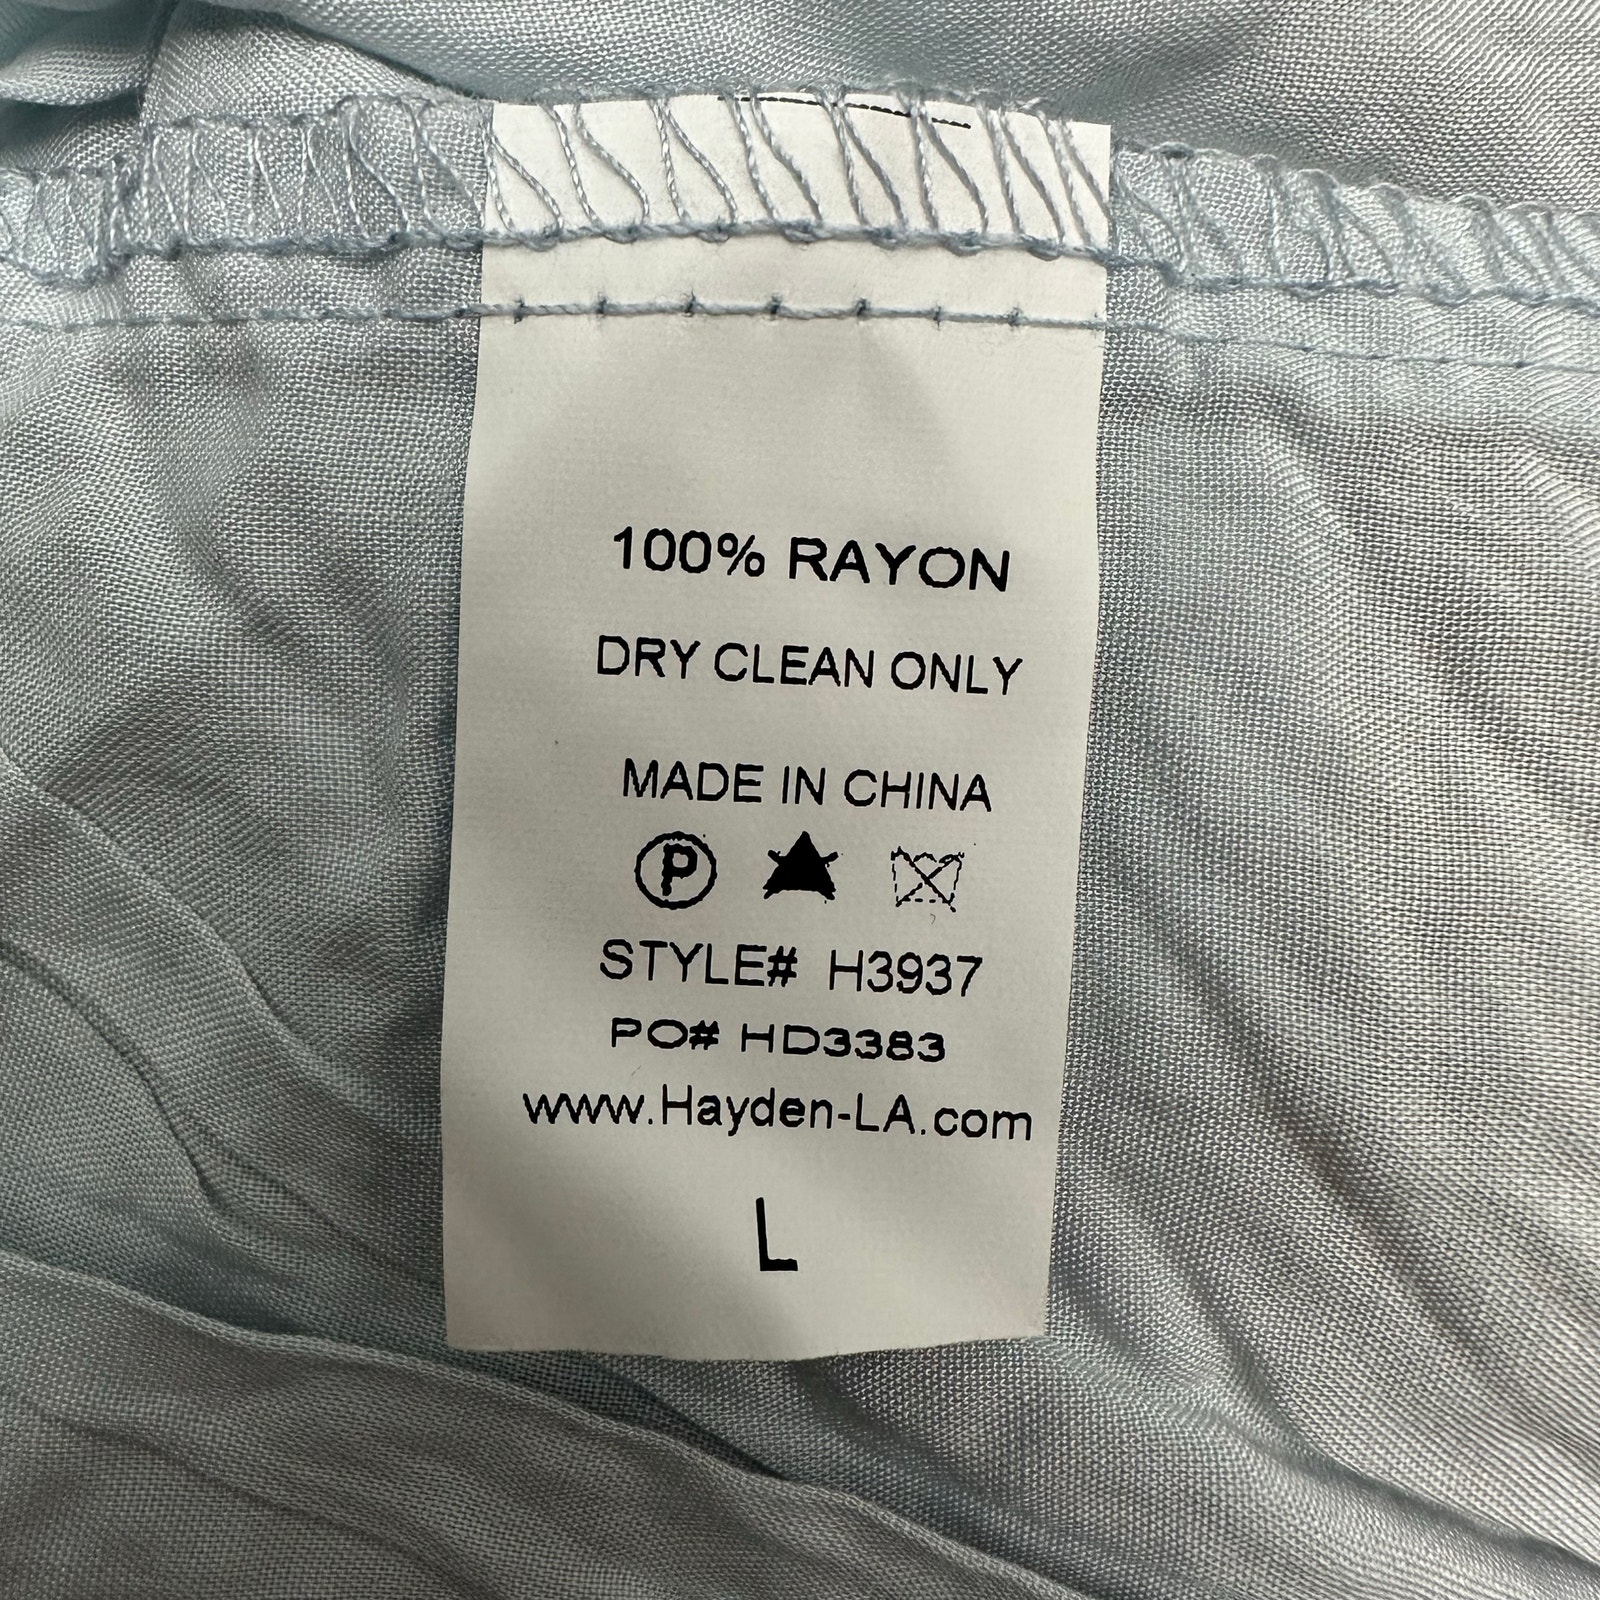 100% RAYON
DRY CLEAN ONLY
MADE IN CHINA
P
STYLE# H3937
PO# HD3383
www.Hayden-LA.com
L